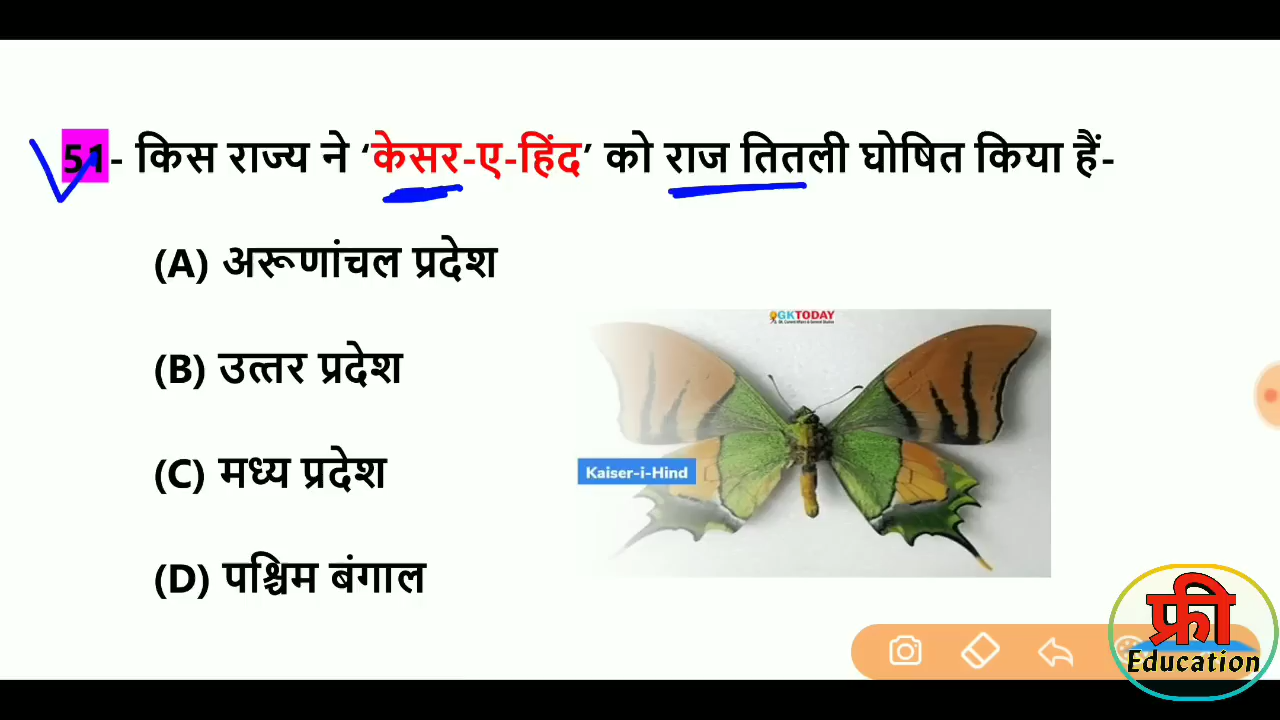 51- किस राज्य ने ‘केसर-ए-हिंद’ को राज तितली घोषित किया हैं-
(A) अरूणांचल प्रदेश
(B) उत्तर प्रदेश
(C) मध्य प्रदेश
(D) पश्चिम बंगाल
GKTODAY
Kaiser-i-Hind
फ्री
Education